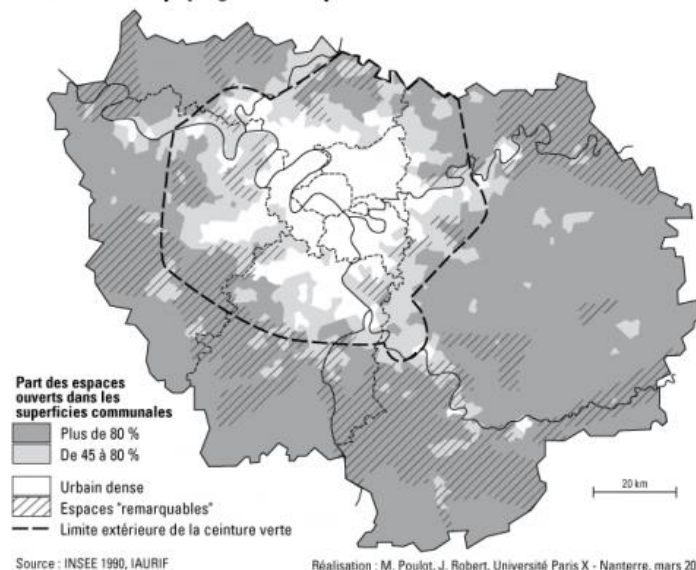 Part des espaces
ouverts dans les
superficies communales
Plus de 80 %
De 45 à 80 %
Urbain dense
Espaces "remarquables"
Limite extérieure de la ceinture verte
20 km
Source : INSEE 1990, IAURIF
Réalisation : M. Poulot, J. Robert, Université Paris X - Nanterre, mars 20